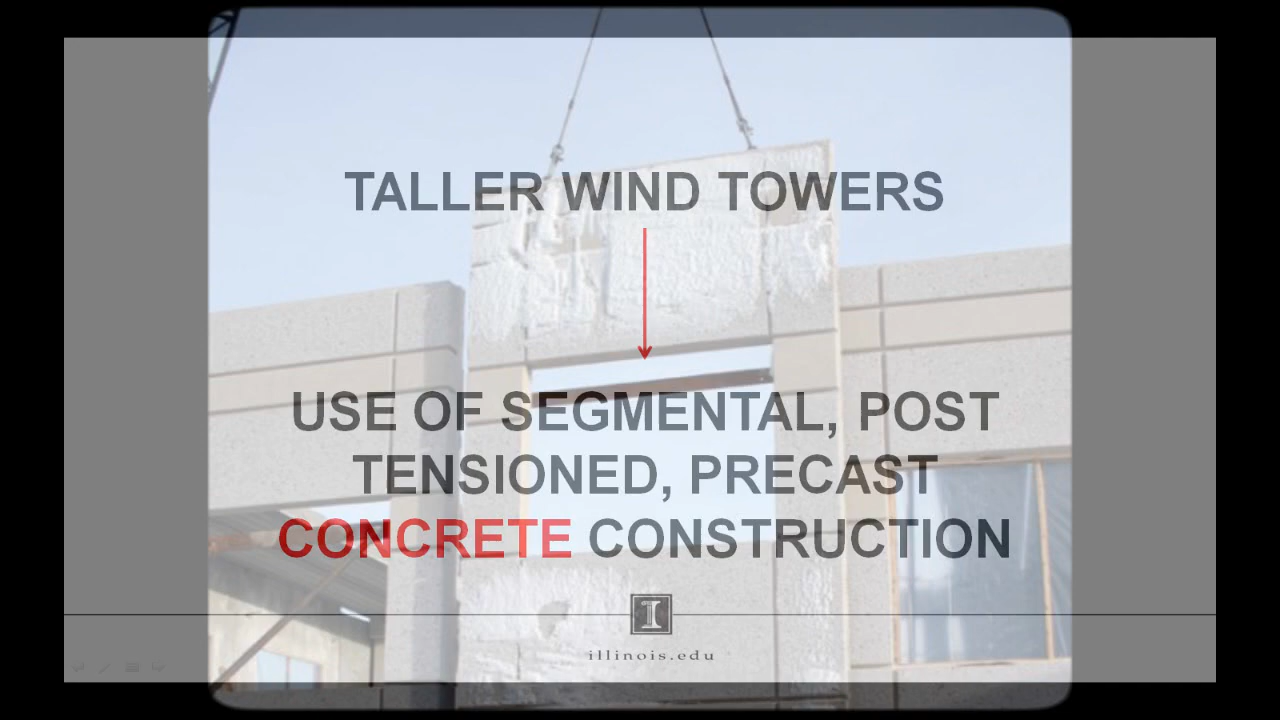 TALLER WIND TOWERS
USE OF SEGMENTAL, POST
TENSIONED, PRECAST
CONCRETE CONSTRUCTION
I
illinois.edu